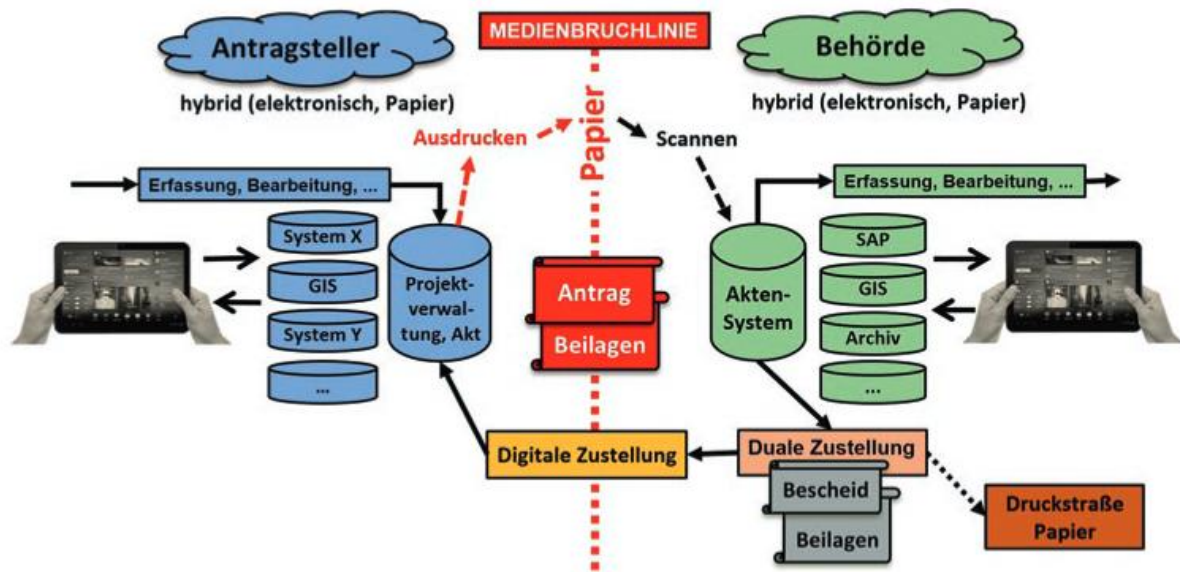 MEDIENBRUCHLINIE
Antragsteller
Behörde
hybrid (elektronisch, Papier)
hybrid (elektronisch, Papier)
Ausdrucken
Papier
Scannen
Erfassung, Bearbeitung, ...
Erfassung, Bearbeitung, ...
System X
GIS
System Y
...
Projekt-
verwal-
tung, Akt
Antrag
Beilagen
Akten-
System
SAP
GIS
Archiv
...
Digitale Zustellung
Duale Zustellung
Bescheid
Beilagen
Druckstraße
Papier